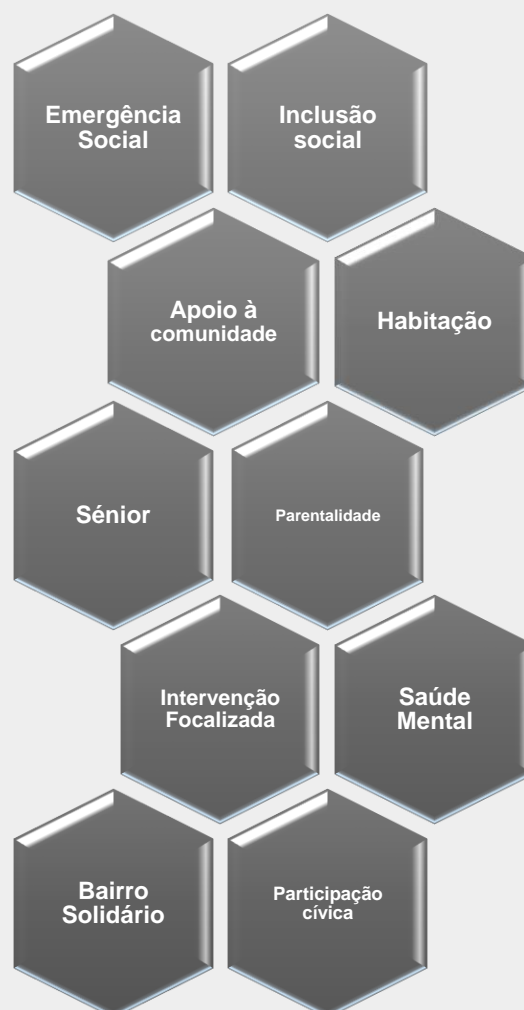 Emergência
Social
Inclusão
social
Apoio à
comunidade
Habitação
Sénior
Parentalidade
Intervenção
Focalizada
Saúde
Mental
Bairro
Solidário
Participação
cívica